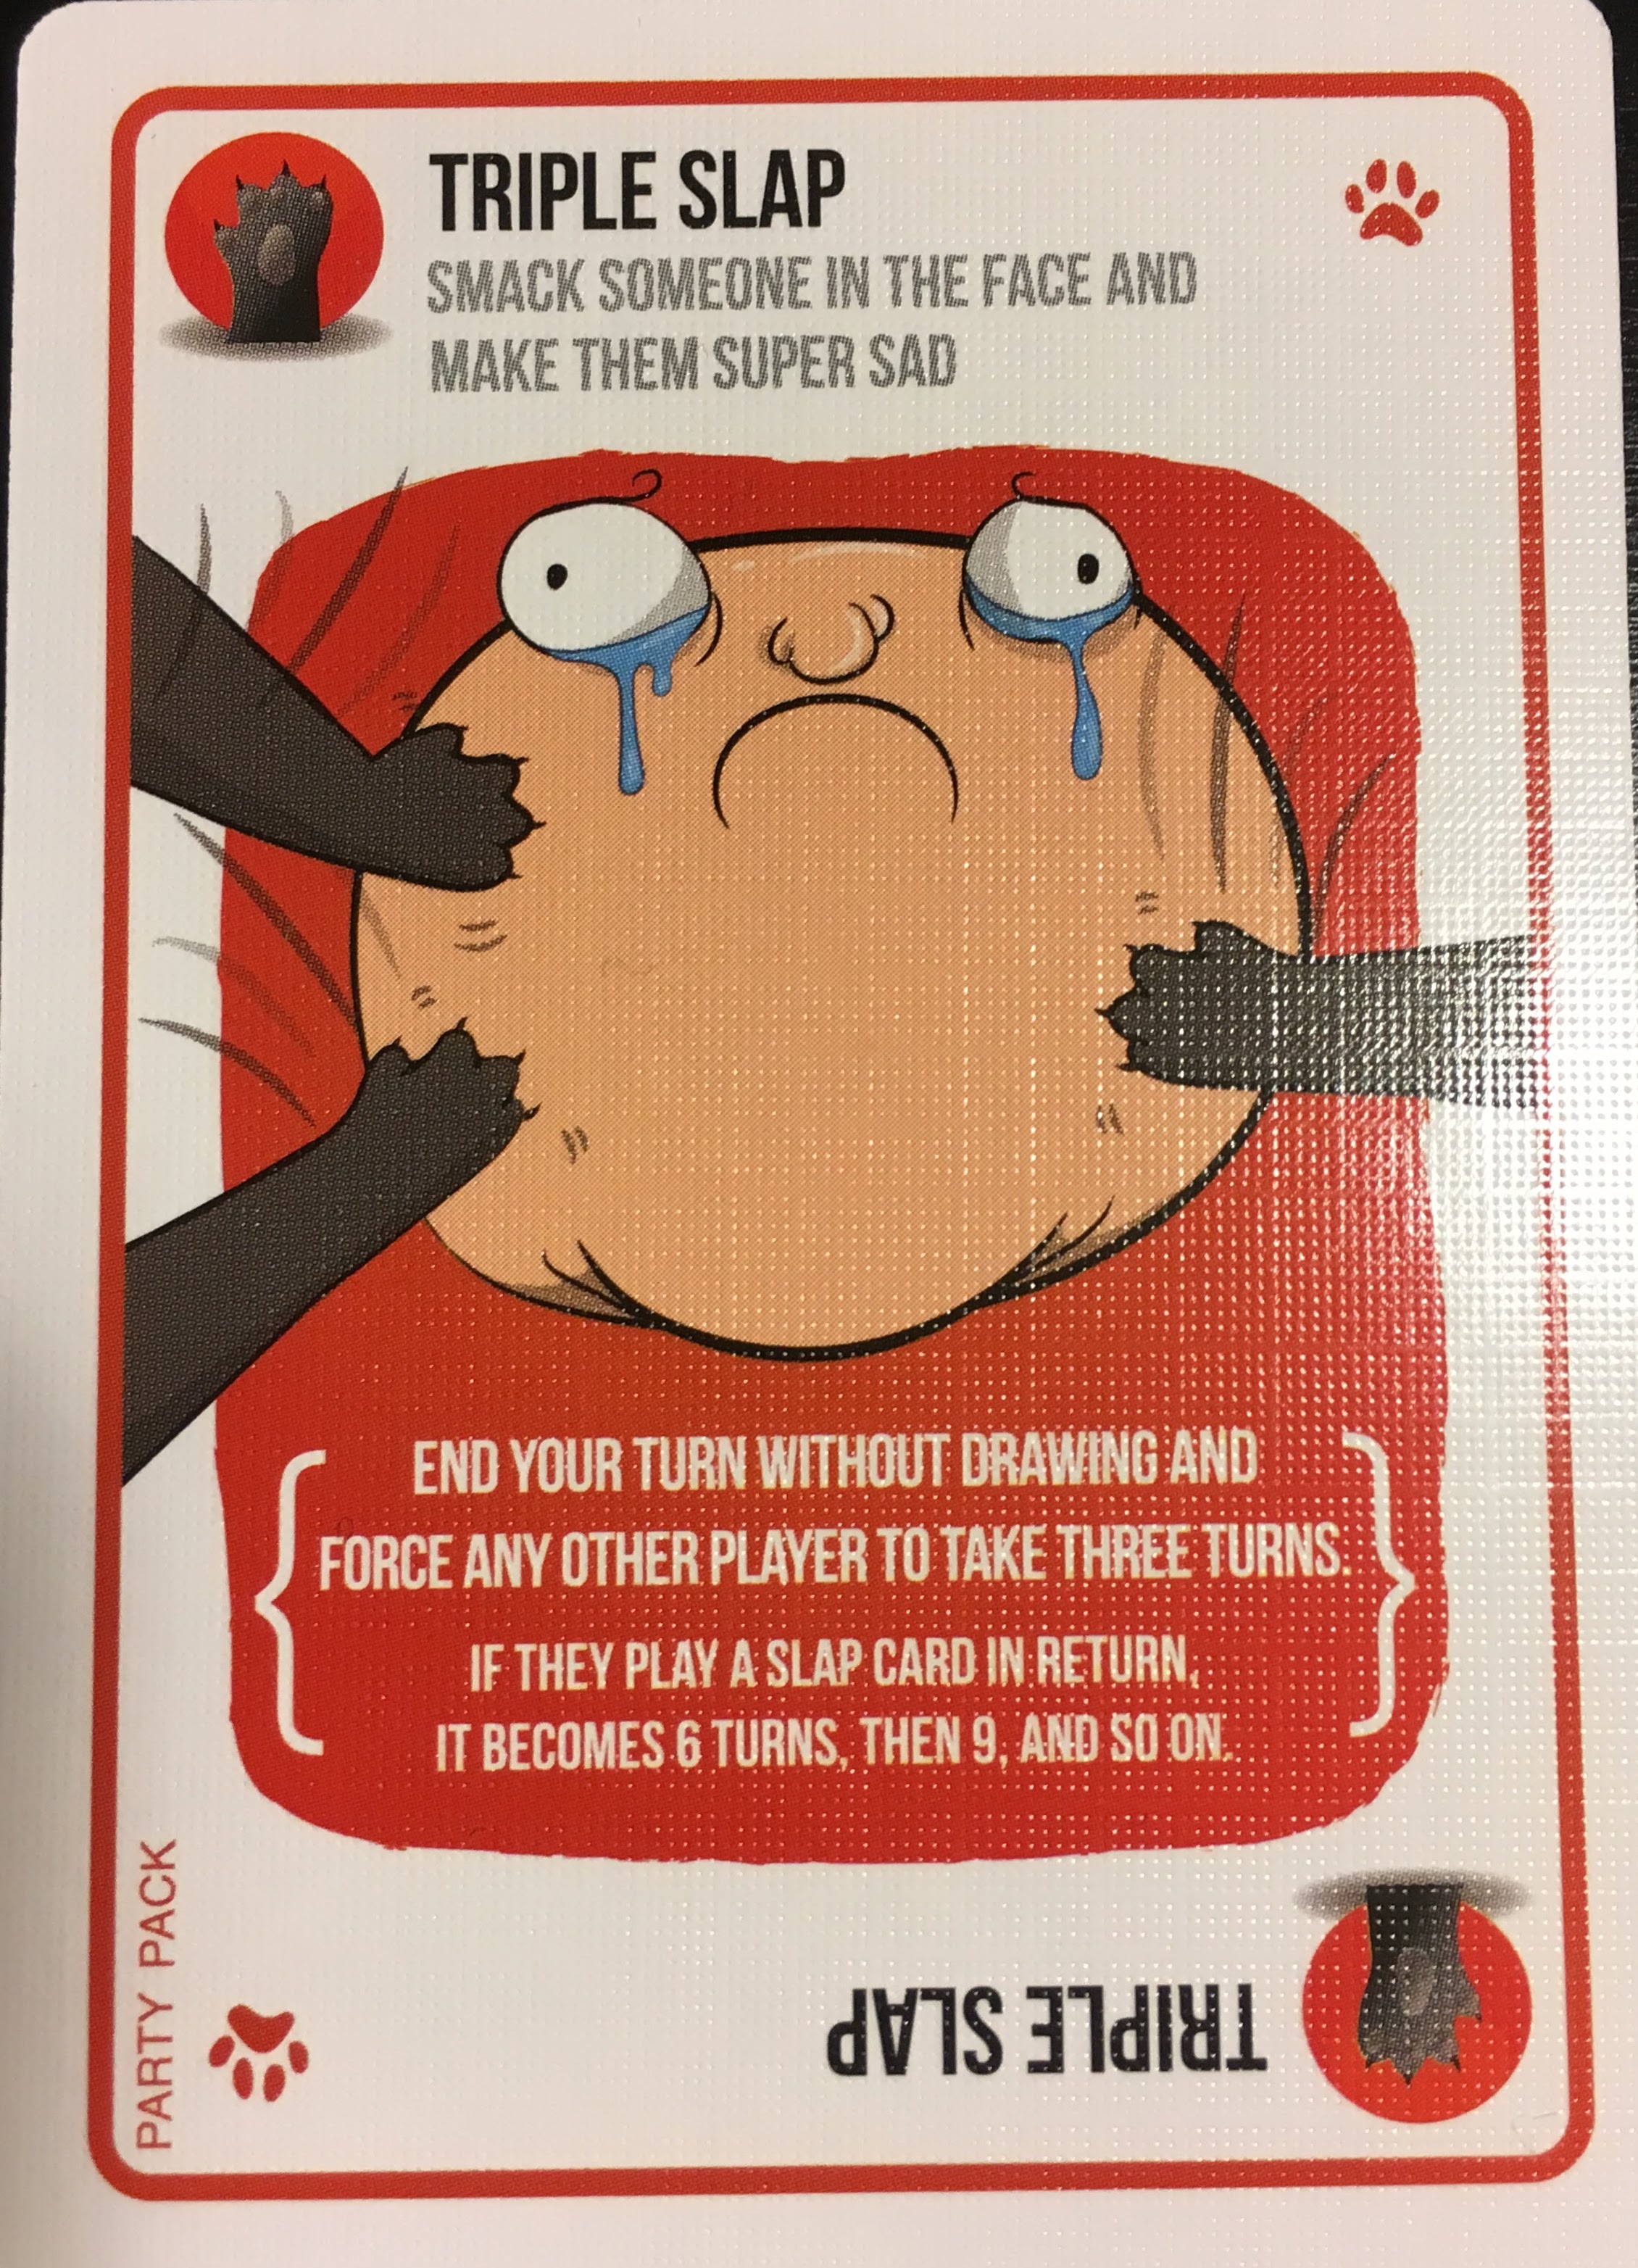 TRIPLE SLAP
SMACK SOMEONE IN THE FACE AND
MAKE THEM SUPER SAD
END YOUR TURN WITHOUT DRAWING AND
FORCE ANY OTHER PLAYER TO TAKE THREE TURNS.
IF THEY PLAY A SLAP CARD IN RETURN,
IT BECOMES 6 TURNS, THEN 9, AND SO ON.
PARTY PACK
TRIPLE SLAP